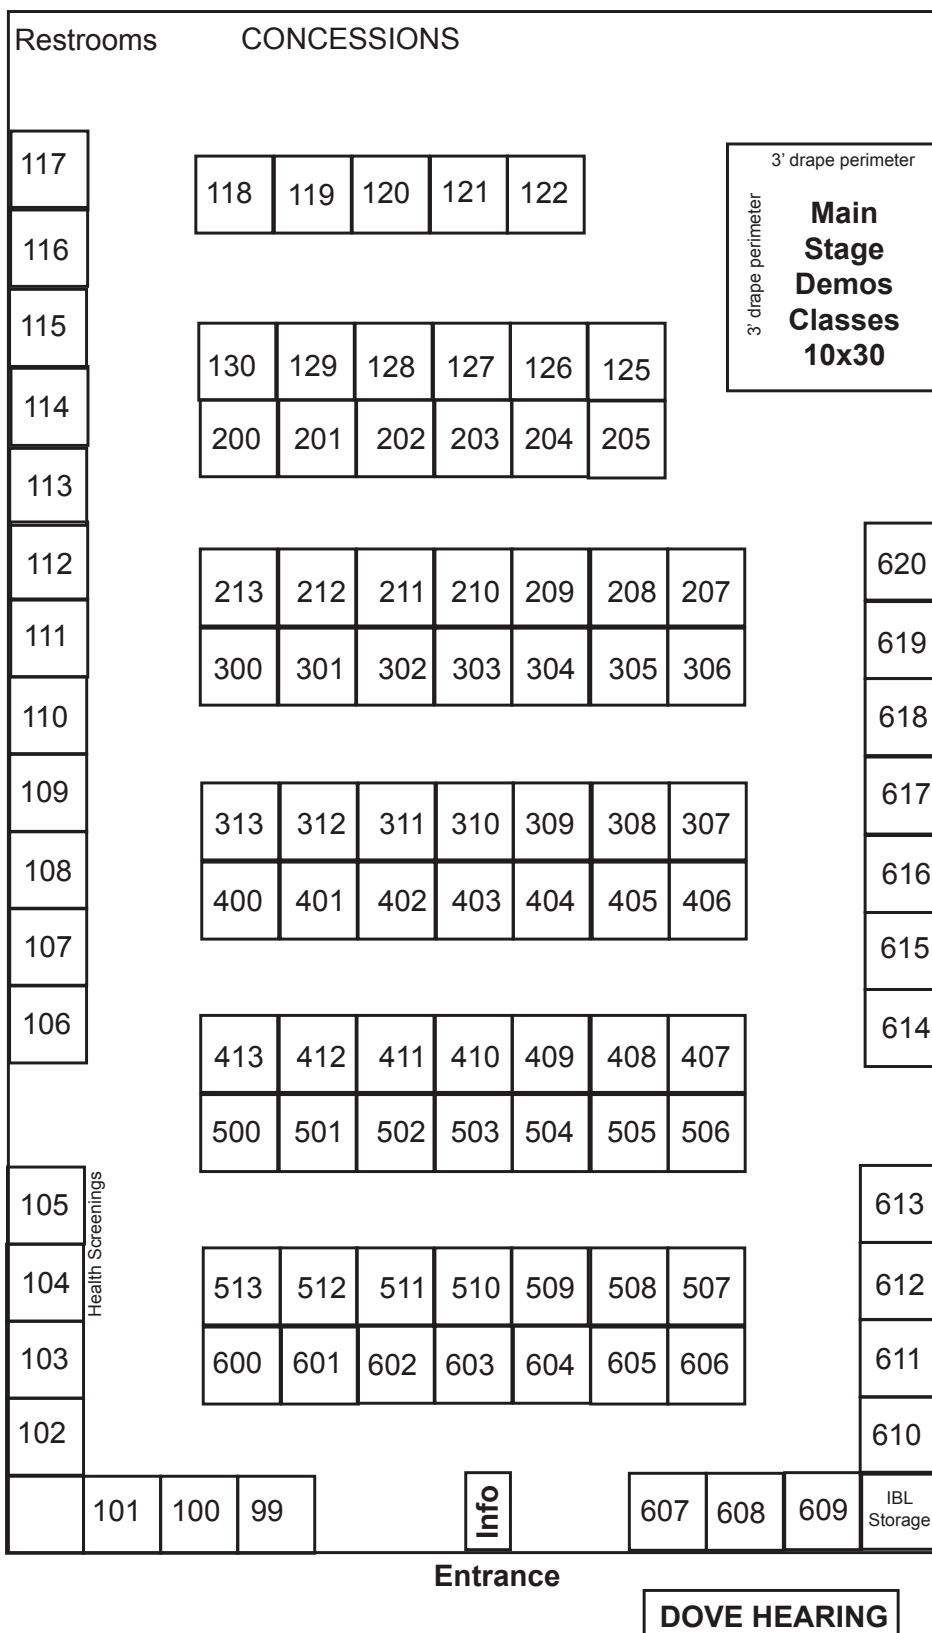 Restrooms CONCESSIONS
117
116
115
114
113
112
111
110
109
108
107
106
105
104
103
102
Health Screenings
118 119 120 121 122
3' drape perimeter
3' drape perimeter
Main
Stage
Demos
Classes
10x30
130 129 128 127 126 125
200 201 202 203 204 205
213 212 211 210 209 208 207
300 301 302 303 304 305 306
313 312 311 310 309 308 307
400 401 402 403 404 405 406
413 412 411 410 409 408 407
500 501 502 503 504 505 506
513 512 511 510 509 508 507
600 601 602 603 604 605 606
620
619
618
617
616
615
614
613
612
611
610
101 100 99
Info
607 608 609
IBL
Storage
Entrance
DOVE HEARING